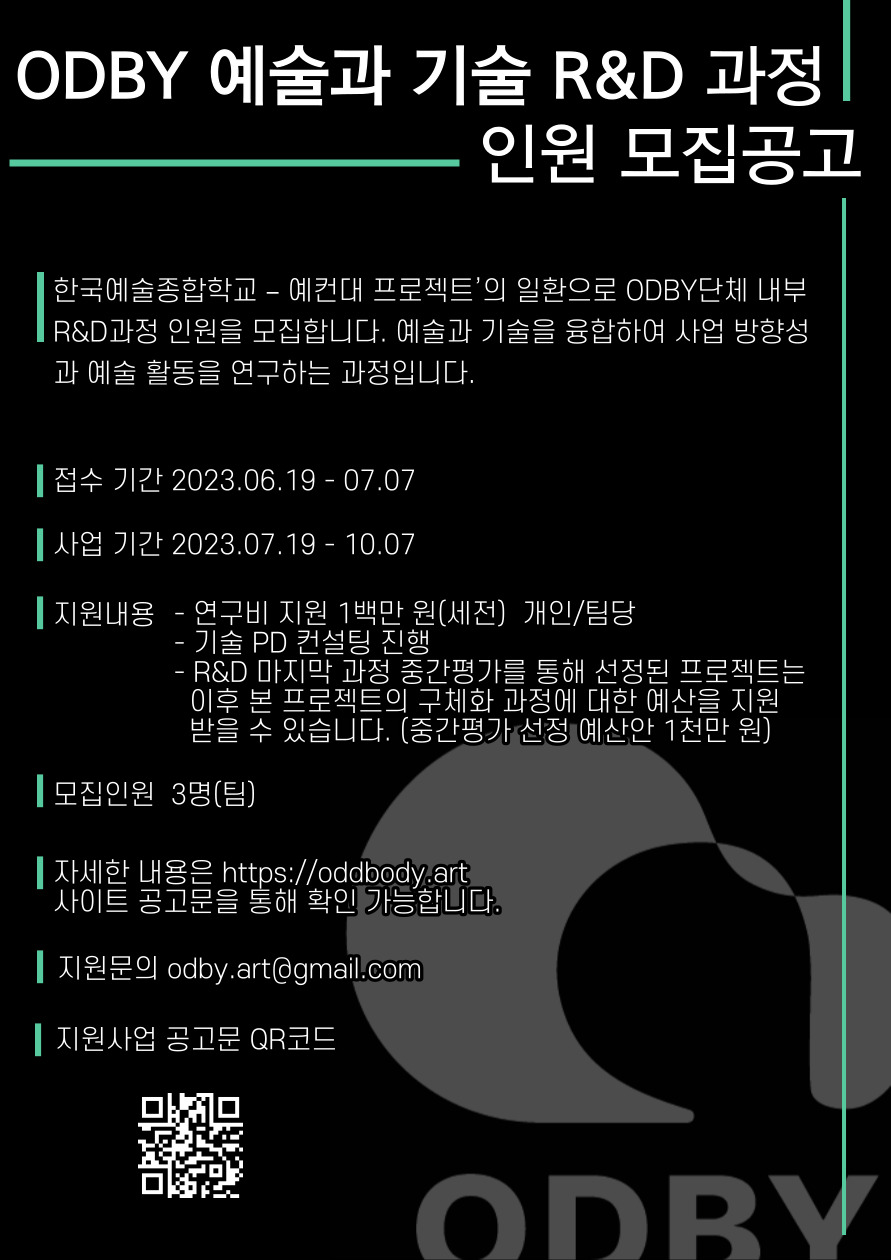 ODBY 예술과 기술 R&D 과정
인원 모집공고
한국예술종합학교 – 예컨대 프로젝트’의 일환으로 ODBY단체 내부
R&D과정 인원을 모집합니다. 예술과 기술을 융합하여 사업 방향성
과 예술 활동을 연구하는 과정입니다.
접수 기간 2023.06.19 - 07.07
사업 기간 2023.07.19 - 10.07
지원내용 - 연구비 지원 1백만 원(세전) 개인/팀당
- 기술 PD 컨설팅 진행
- R&D 마지막 과정 중간평가를 통해 선정된 프로젝트는
이후 본 프로젝트의 구체화 과정에 대한 예산을 지원
받을 수 있습니다. (중간평가 선정 예산안 1천만 원)
모집인원 3명(팀)
자세한 내용은 https://oddbody.art
사이트 공고문을 통해 확인 가능합니다.
지원문의 odby.art@gmail.com
지원사업 공고문 QR코드
ODBY